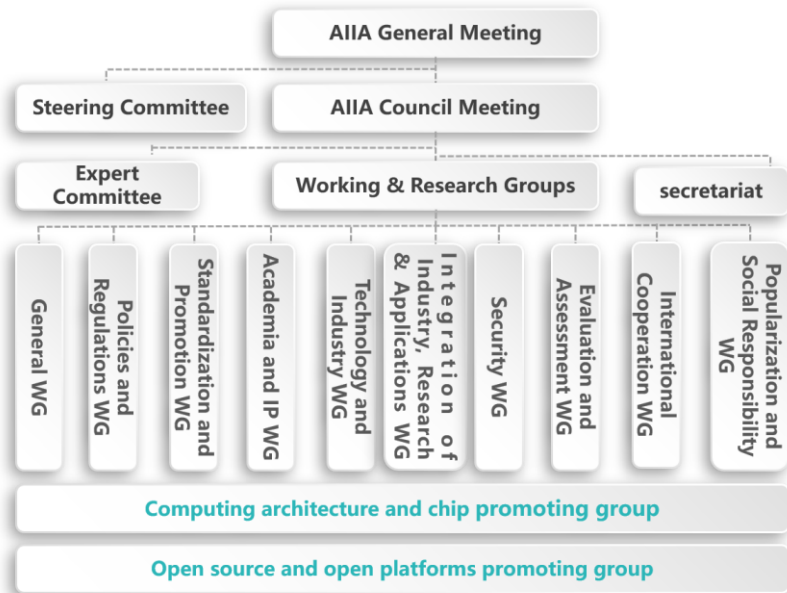 AIIA General Meeting
Steering Committee
AIIA Council Meeting
Expert
Committee
Working & Research Groups
secretariat
General WG
Policies and
Regulations WG
Standardization and
Promotion WG
Academia and IP WG
Technology and
Industry WG
Integration of
Industry, Research
& Applications WG
Security WG
Evaluation and
Assessment WG
International
Cooperation WG
Popularization and
Social Responsibility
WG
Computing architecture and chip promoting group
Open source and open platforms promoting group